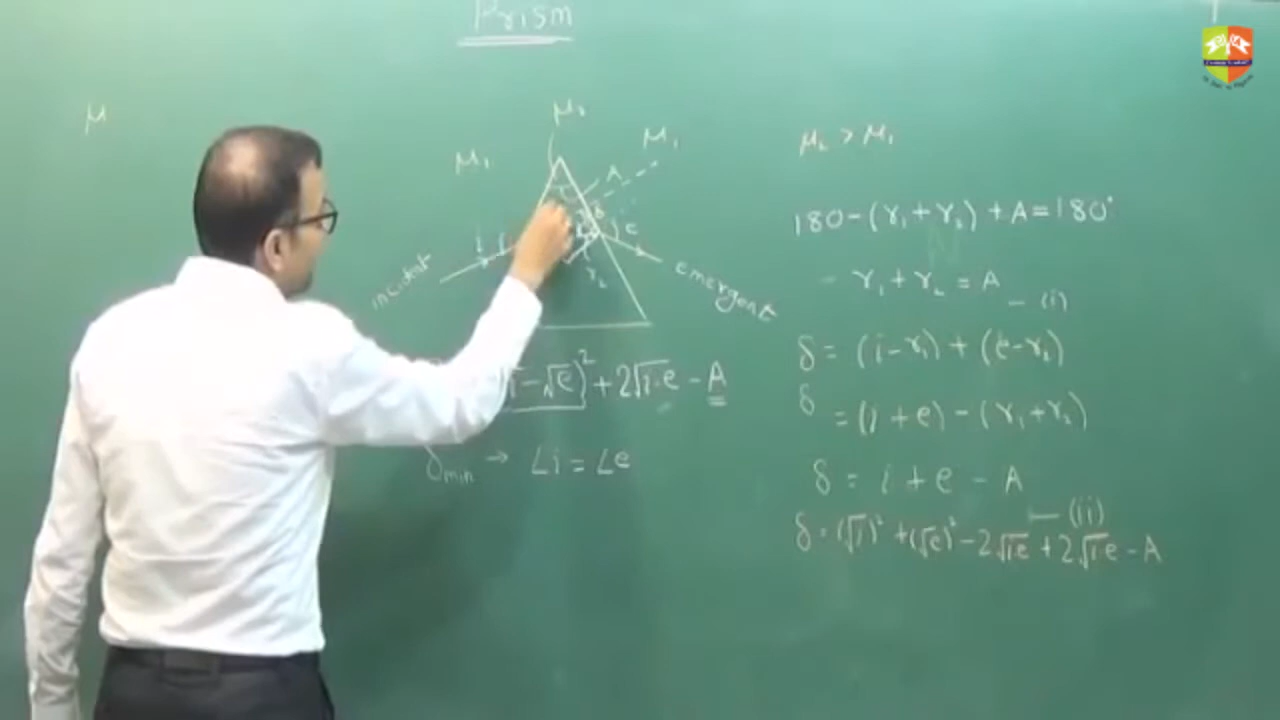 Prism
μ
μ₂
μ₁
μ₁
A
δ
i
e
r₂
incident
emergent
√e)² + 2√i·e - A
δmin → ∠i = ∠e
μ₂ > μ₁
180-(r₁+r₂) + A = 180°
r₁ + r₂ = A
- (i)
δ = (i-r₁) + (e-r₂)
δ = (i + e) - (r₁+r₂)
δ = i + e - A
- (ii)
δ = (√i)² + (√e)² - 2√ie + 2√ie - A